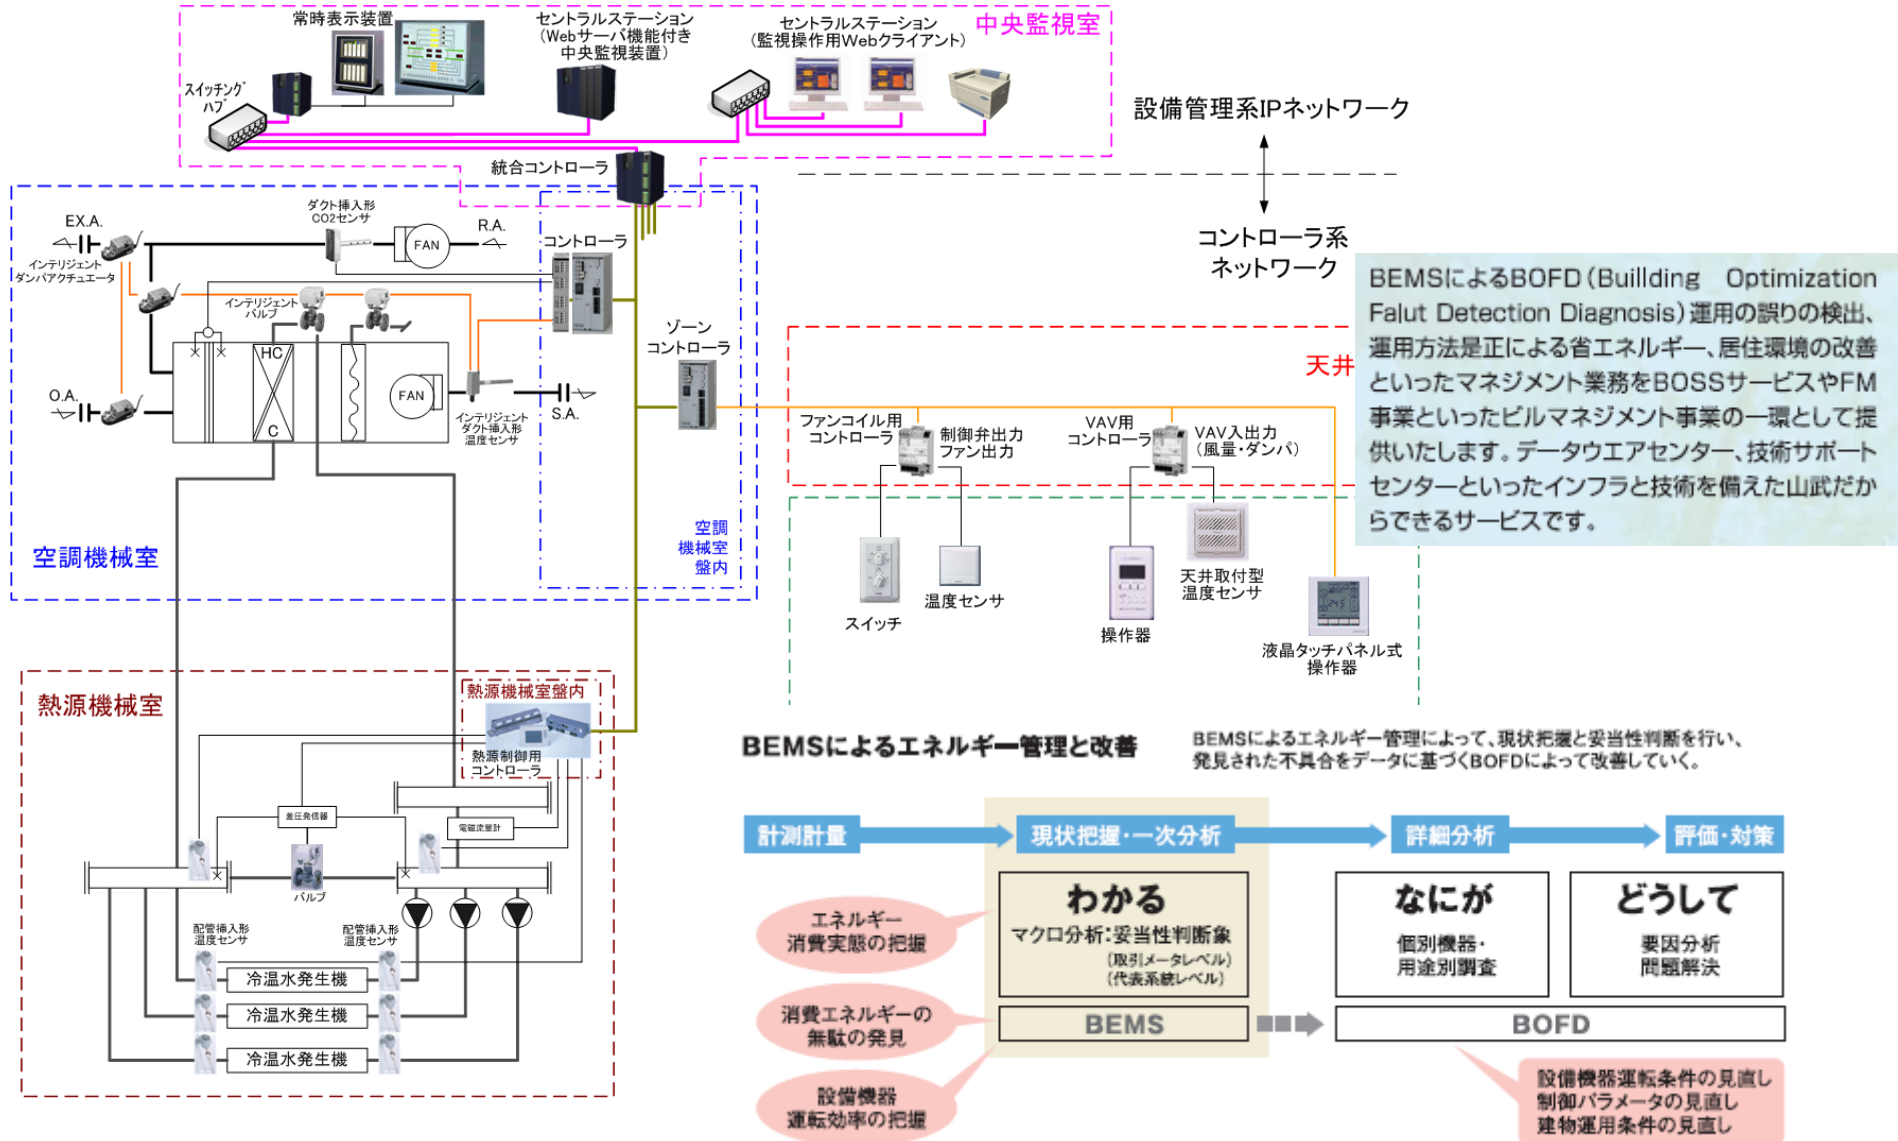 中央監視室
常時表示装置
セントラルステーション
(Webサーバ機能付き
中央監視装置)
セントラルステーション
(監視操作用Webクライアント)
スイッチング
ハブ
統合コントローラ
設備管理系IPネットワーク
コントローラ系
ネットワーク
EX.A.
ダクト挿入形
CO2センサ
FAN
R.A.
インテリジェント
ダンパアクチュエータ
インテリジェント
バルブ
コントローラ
HC
C
FAN
O.A.
S.A.
インテリジェント
ダクト挿入形
温度センサ
ゾーン
コントローラ
空調機械室
空調
機械室
盤内
天井
ファンコイル用
コントローラ
制御弁出力
ファン出力
VAV用
コントローラ
VAV入出力
(風量・ダンパ)
スイッチ
温度センサ
操作器
天井取付型
温度センサ
245
液晶タッチパネル式
操作器
BEMSによるBOFD(Buillding Optimization
Falut Detection Diagnosis)運用の誤りの検出、
運用方法是正による省エネルギー、居住環境の改善
といったマネジメント業務をBOSSサービスやFM
事業といったビルマネジメント事業の一環として提
供いたします。データウエアセンター、技術サポート
センターといったインフラと技術を備えた山武だか
らできるサービスです。
熱源機械室
熱源機械室盤内
熱源制御用
コントローラ
差圧発信器
電磁流量計
バルブ
配管挿入形
温度センサ
配管挿入形
温度センサ
冷温水発生機
冷温水発生機
冷温水発生機
BEMSによるエネルギー管理と改善
BEMSによるエネルギー管理によって、現状把握と妥当性判断を行い、
発見された不具合をデータに基づくBOFDによって改善していく。
計測計量
現状把握・一次分析
詳細分析
評価・対策
エネルギー
消費実態の把握
わかる
マクロ分析:妥当性判断象
(取引メータレベル)
(代表系統レベル)
なにが
個別機器・
用途別調査
どうして
要因分析
問題解決
消費エネルギーの
無駄の発見
BEMS
BOFD
設備機器
運転効率の把握
設備機器運転条件の見直し
制御パラメータの見直し
建物運用条件の見直し